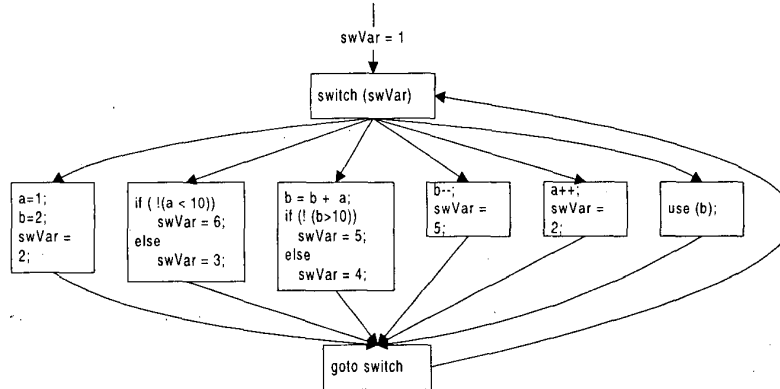 swVar = 1
switch (swVar)
a=1;
b=2;
swVar =
2;
if ( !(a < 10))
swVar = 6;
else
swVar = 3;
b = b + a;
if (! (b>10))
swVar = 5;
else
swVar = 4;
b--;
swVar =
5;
a++;
swVar =
2;
use (b);
goto switch